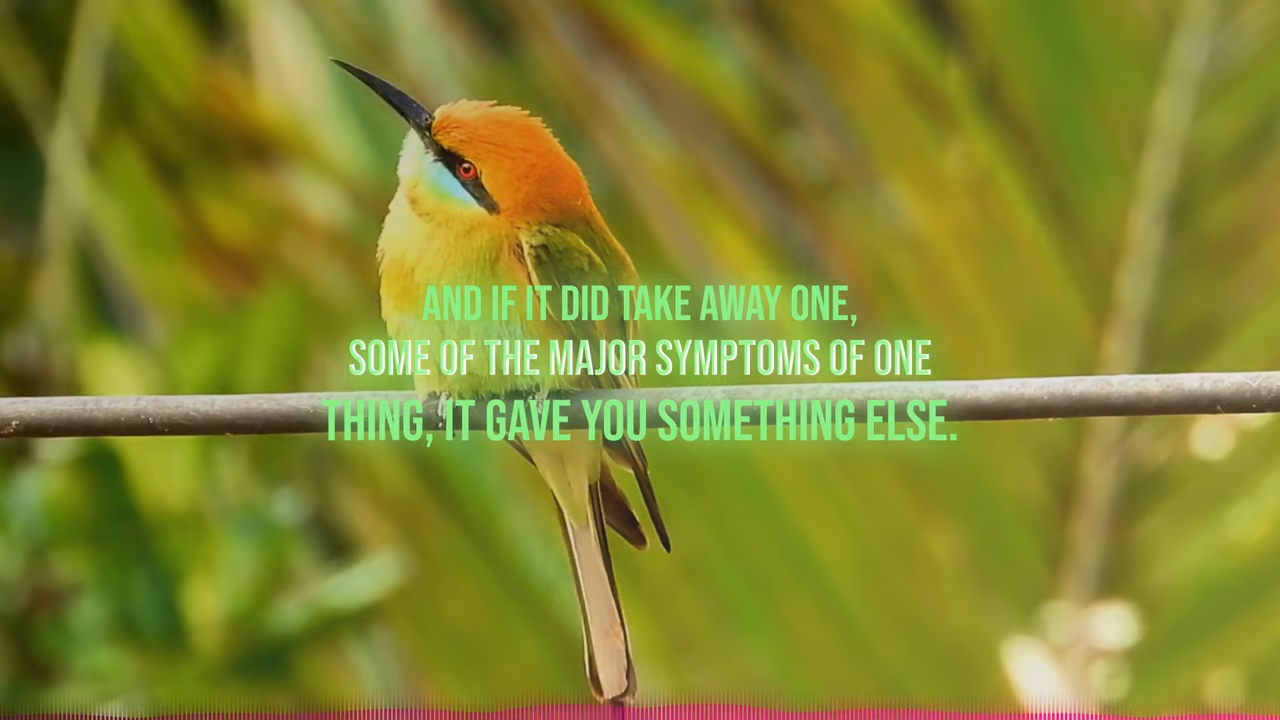 AND IF IT DID TAKE AWAY ONE,
SOME OF THE MAJOR SYMPTOMS OF ONE
THING, IT GAVE YOU SOMETHING ELSE.